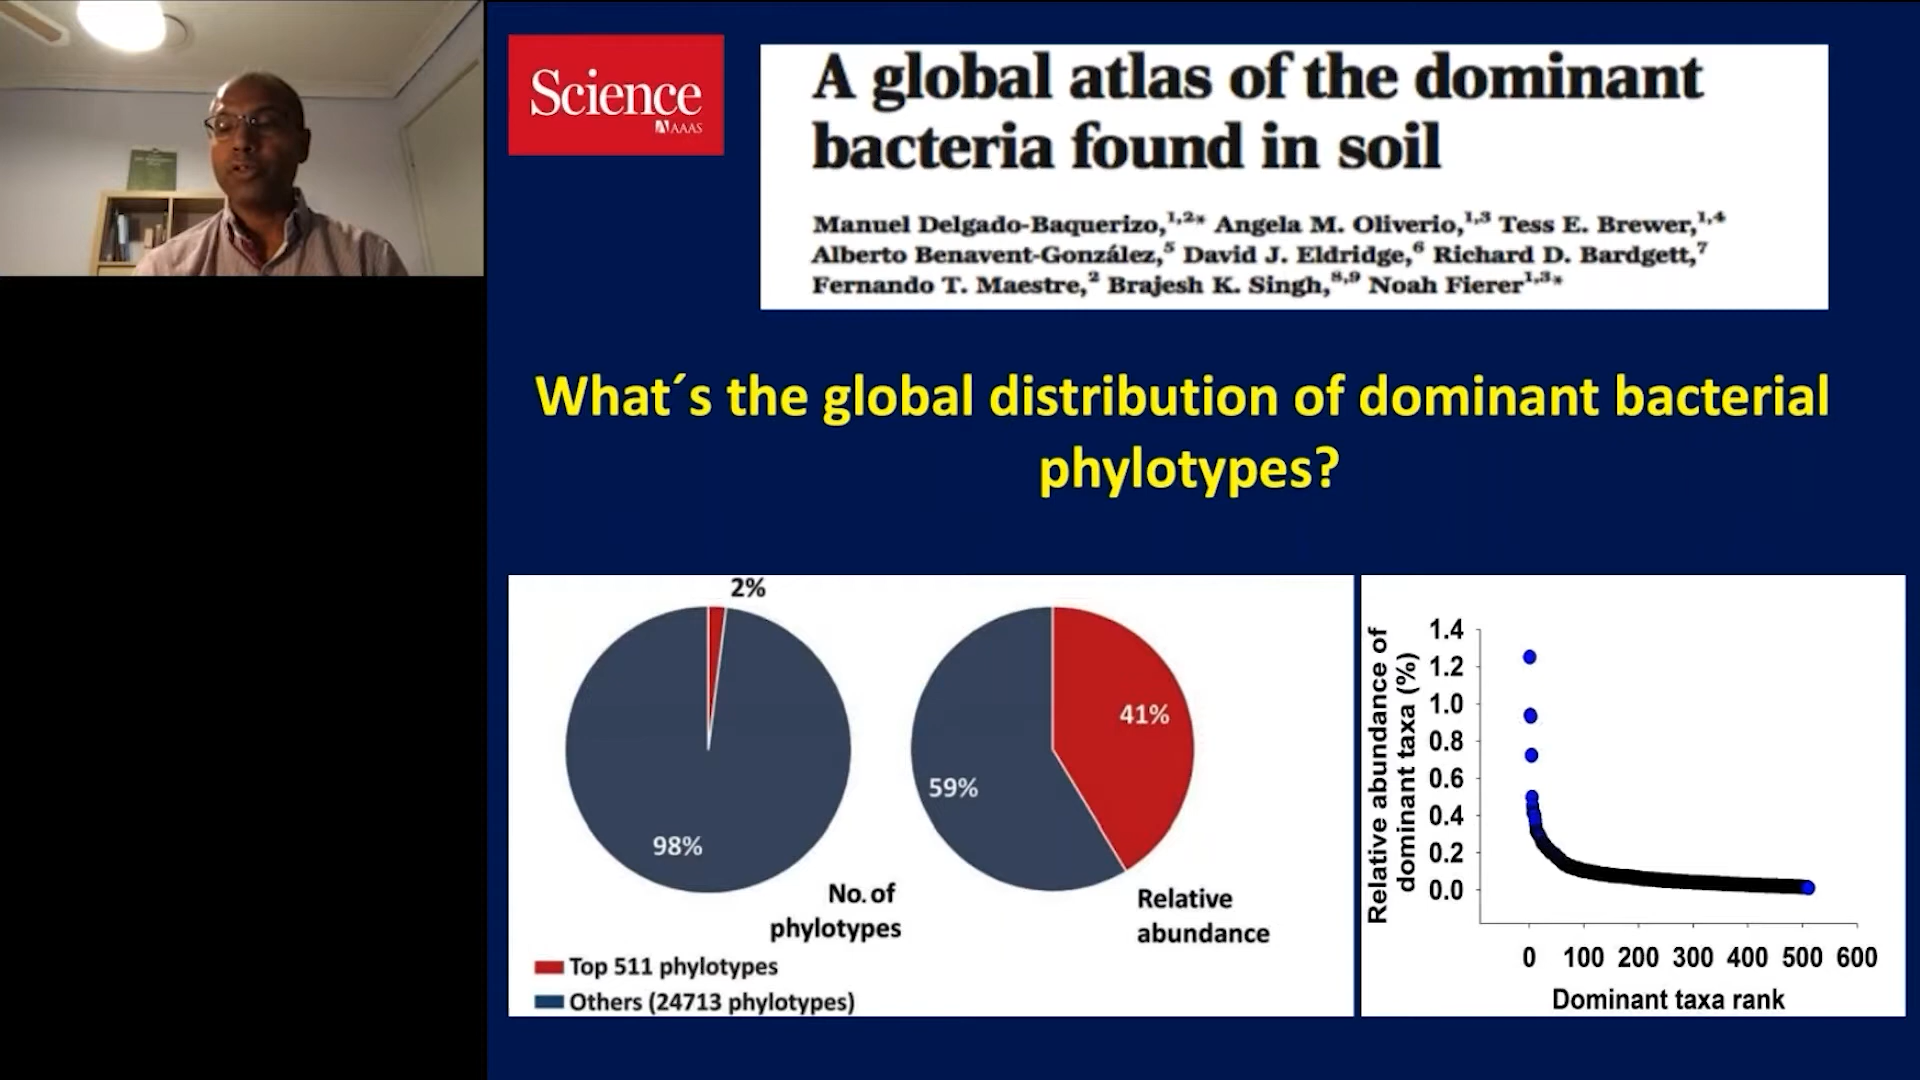 Science
AAAS
A global atlas of the dominant
bacteria found in soil
Manuel Delgado-Baquerizo,1,2* Angela M. Oliverio,1,3 Tess E. Brewer,1,4
Alberto Benavent-González,5 David J. Eldridge,6 Richard D. Bardgett,7
Fernando T. Maestre,2 Brajesh K. Singh,8,9 Noah Fierer1,3*
What´s the global distribution of dominant bacterial
phylotypes?
2%
98%
No. of
phylotypes
41%
59%
Relative
abundance
Top 511 phylotypes
Others (24713 phylotypes)
Relative abundance of
dominant taxa (%)
1.4
1.2
1.0
0.8
0.6
0.4
0.2
0.0
0 100 200 300 400 500 600
Dominant taxa rank